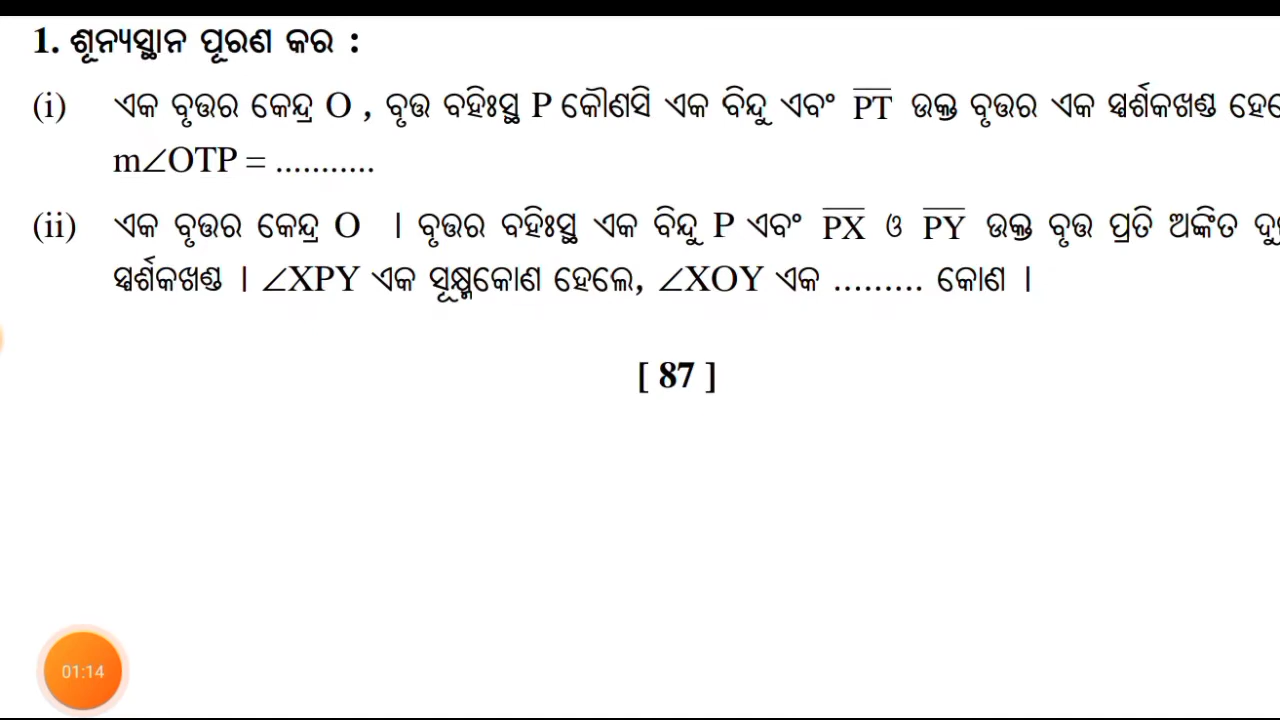 1. ଶୂନ୍ୟସ୍ଥାନ ପୂରଣ କର :
(i) ଏକ ବୃତ୍ତର କେନ୍ଦ୍ର O , ବୃତ୍ତ ବହିଃସ୍ଥ P କୌଣସି ଏକ ବିନ୍ଦୁ ଏବଂ PT ଉକ୍ତ ବୃତ୍ତର ଏକ ସ୍ପର୍ଶକଖଣ୍ଡ
m∠OTP = ...........
(ii) ଏକ ବୃତ୍ତର କେନ୍ଦ୍ର O । ବୃତ୍ତର ବହିଃସ୍ଥ ଏକ ବିନ୍ଦୁ P ଏବଂ PX ଓ PY ଉକ୍ତ ବୃତ୍ତ ପ୍ରତି ଅଙ୍କିତ
ସ୍ପର୍ଶକଖଣ୍ଡ । ∠XPY ଏକ ସୂକ୍ଷ୍ମକୋଣ ହେଲେ, ∠XOY ଏକ ......... କୋଣ ।
[ 87 ]
01:14